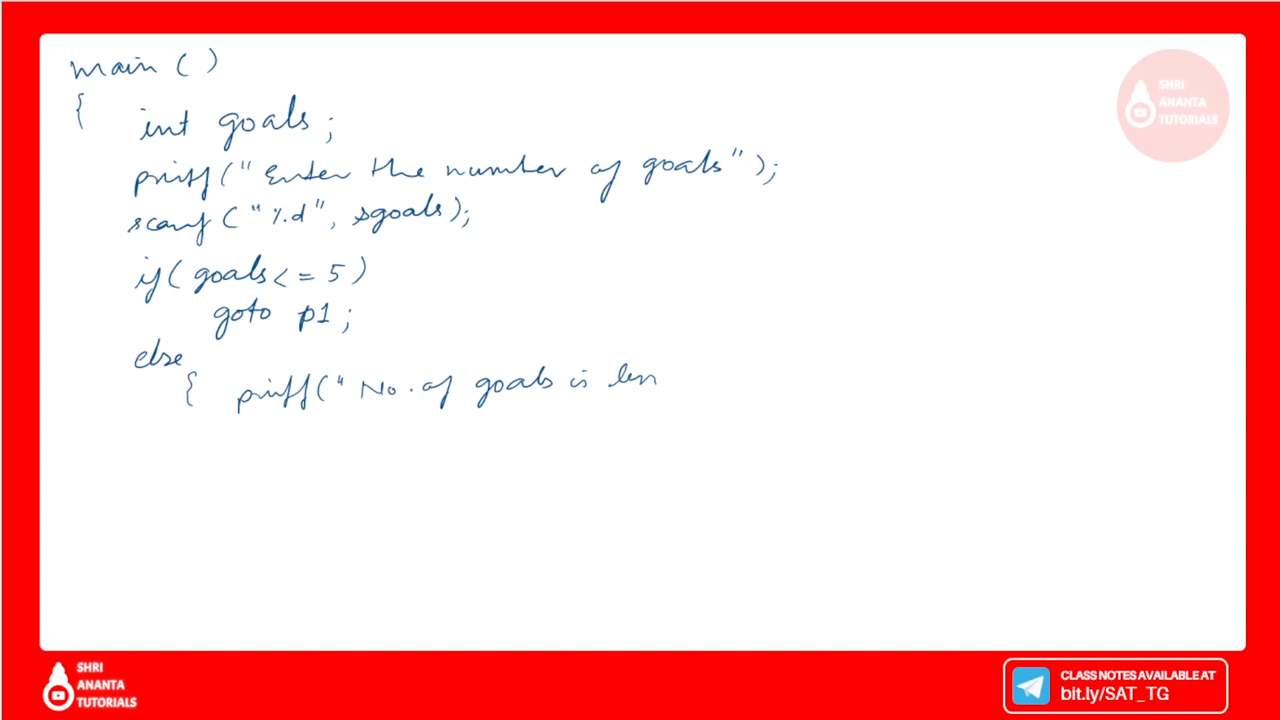 main ( )
{ int goals ;
printf ( " Enter the number of goals " ) ;
scanf ( " %d " , &goals ) ;
if ( goals < = 5 )
goto p1 ;
else
{ printf ( " No. of goals is less
SHRI
ANANTA
TUTORIALS
SHRI
ANANTA
TUTORIALS
CLASS NOTES AVAILABLE AT
bit.ly/SAT_TG